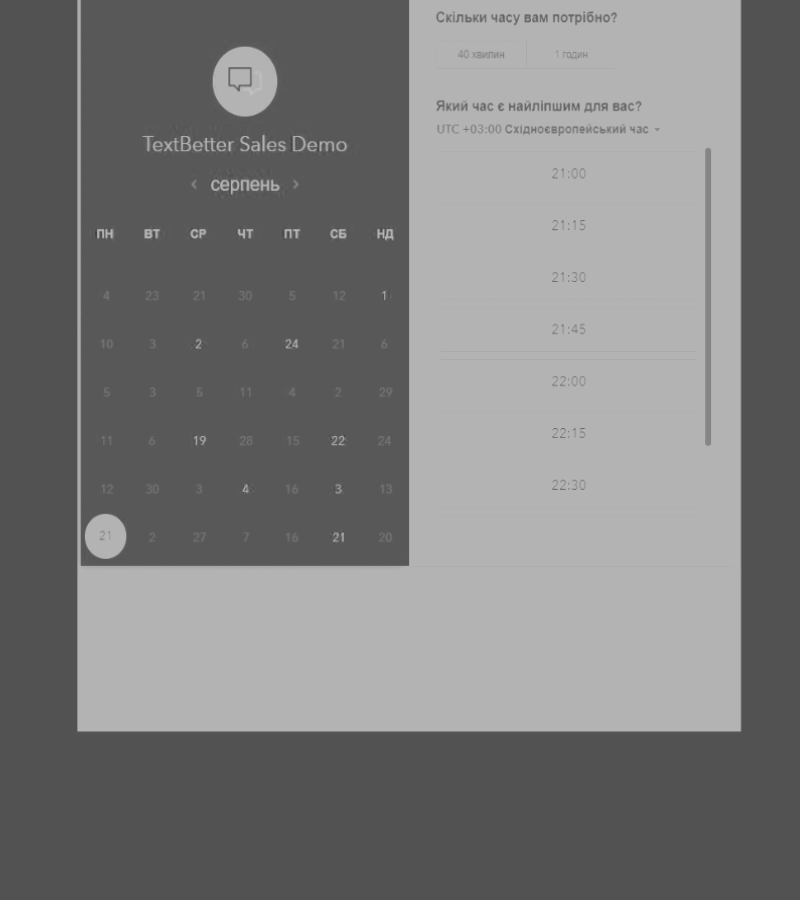 TextBetter Sales Demo
‹ серпень ›
ПН ВТ СР ЧТ ПТ СБ НД
4 23 21 30 5 12 1
10 3 2 6 24 21 6
5 3 5 11 4 2 29
11 6 19 28 15 22 24
12 30 3 4 16 3 13
21 2 27 7 16 21 20
Скільки часу вам потрібно?
40 хвилин 1 годин
Який час є найліпшим для вас?
UTC +03:00 Східноєвропейський час
21:00
21:15
21:30
21:45
22:00
22:15
22:30